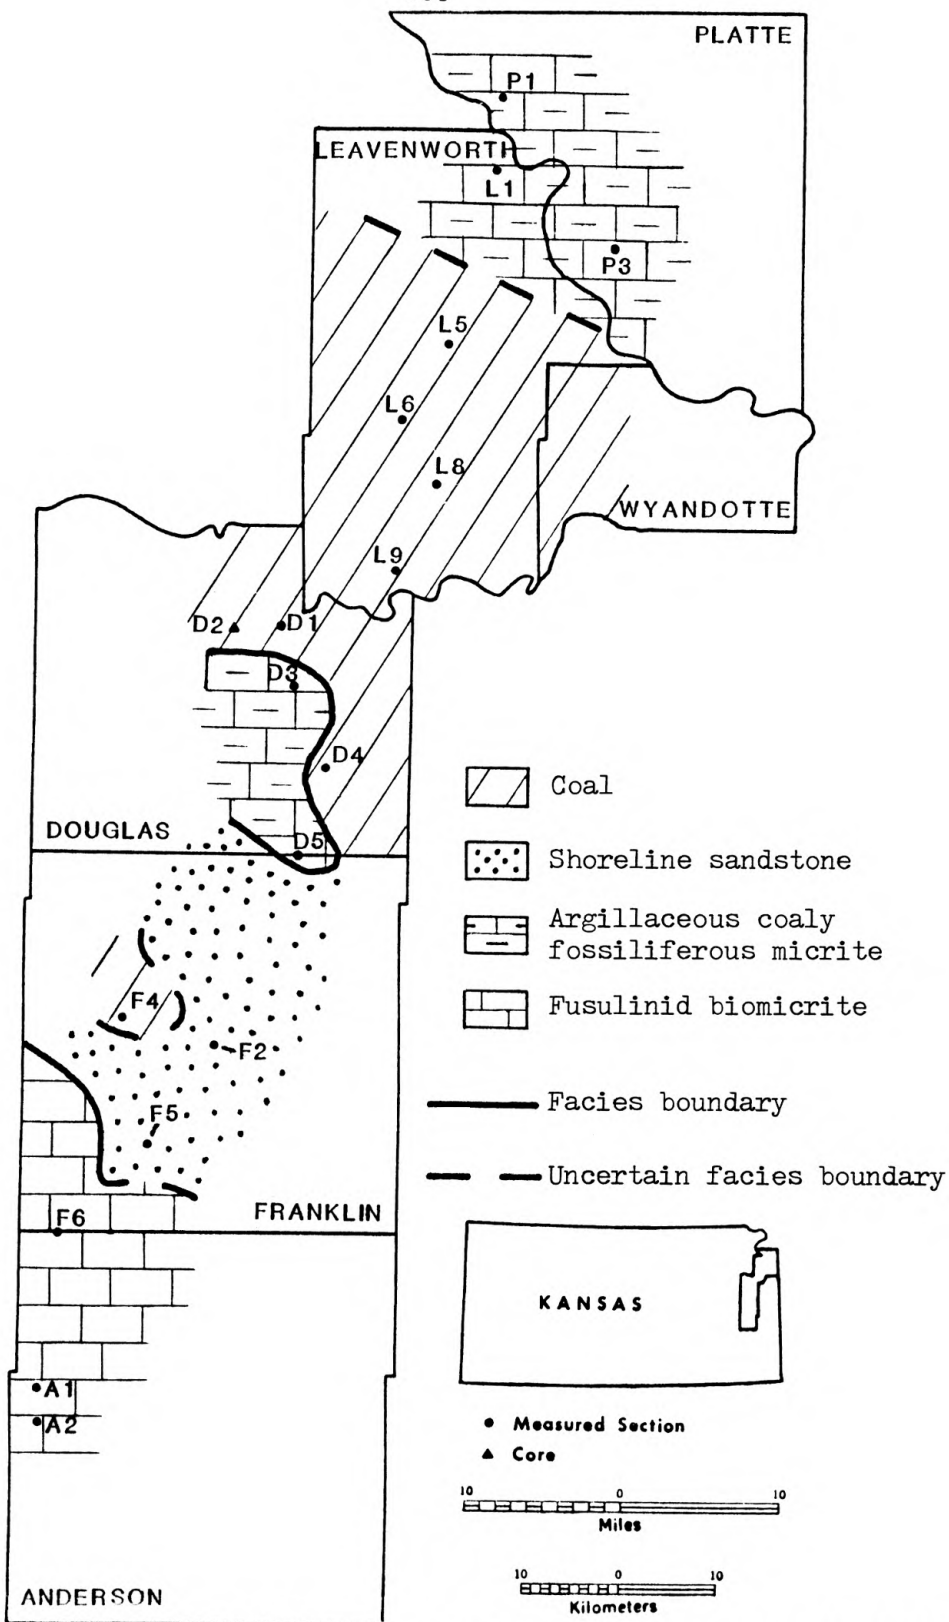 PLATTE
P1
LEAVENWORTH
L1
P3
L5
L6
L8
WYANDOTTE
L9
D2
D1
D3
D4
DOUGLAS
D5
F4
F2
F5
FRANKLIN
F6
A1
A2
ANDERSON
Coal
Shoreline sandstone
Argillaceous coaly
fossiliferous micrite
Fusulinid biomicrite
Facies boundary
Uncertain facies boundary
KANSAS
Measured Section
Core
10 0 10
Miles
10 0 10
Kilometers